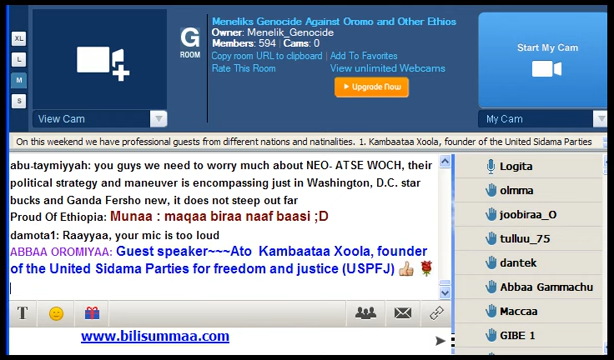 XL
L
M
S
View Cam
G
ROOM
Meneliks Genocide Against Oromo and Other Ethios
Owner: Menelik_Genocide
Members: 594 | Cams: 0
Copy room URL to clipboard | Add To Favorites
Rate This Room
View unlimited Webcams
Upgrade Now
Start My Cam
My Cam
On this weekend we have professional guests from different nations and natinalities. 1. Kambaataa Xoola, founder of the United Sidama Parties
abu-taymiyyah: you guys we need to worry much about NEO- ATSE WOCH, their
political strategy and maneuver is encompassing just in Washington, D.C. star
bucks and Ganda Fersho new, it does not steep out far
Proud Of Ethiopia: Munaa : maqaa biraa naaf baasi ;D
damota1: Raayyaa, your mic is too loud
ABBAA OROMIYAA: Guest speaker~~~Ato Kambaataa Xoola, founder
of the United Sidama Parties for freedom and justice (USPFJ)
T
www.bilisummaa.com
Logita
olmma
joobiraa_O
tulluu_75
dantek
Abbaa Gammachu
Maccaa
GIBE 1